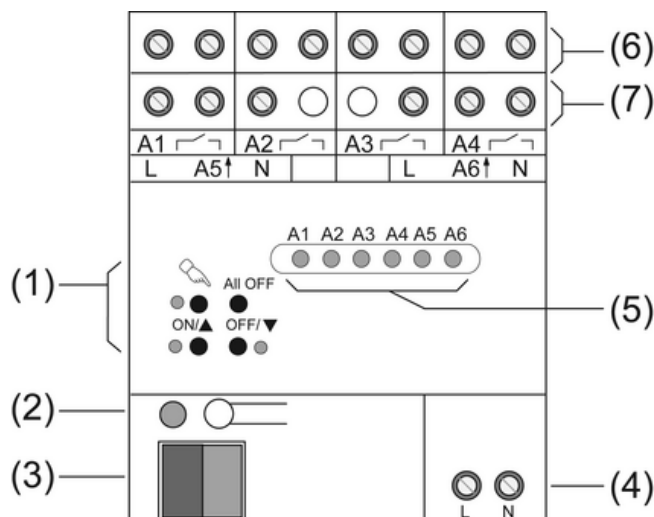 (6)
(7)
A1 A2 A3 A4
L A5↑ N L A6↑ N
A1 A2 A3 A4 A5 A6
(1)
All OFF
(5)
ON/▲ OFF/▼
(2)
(3)
(4)
L N